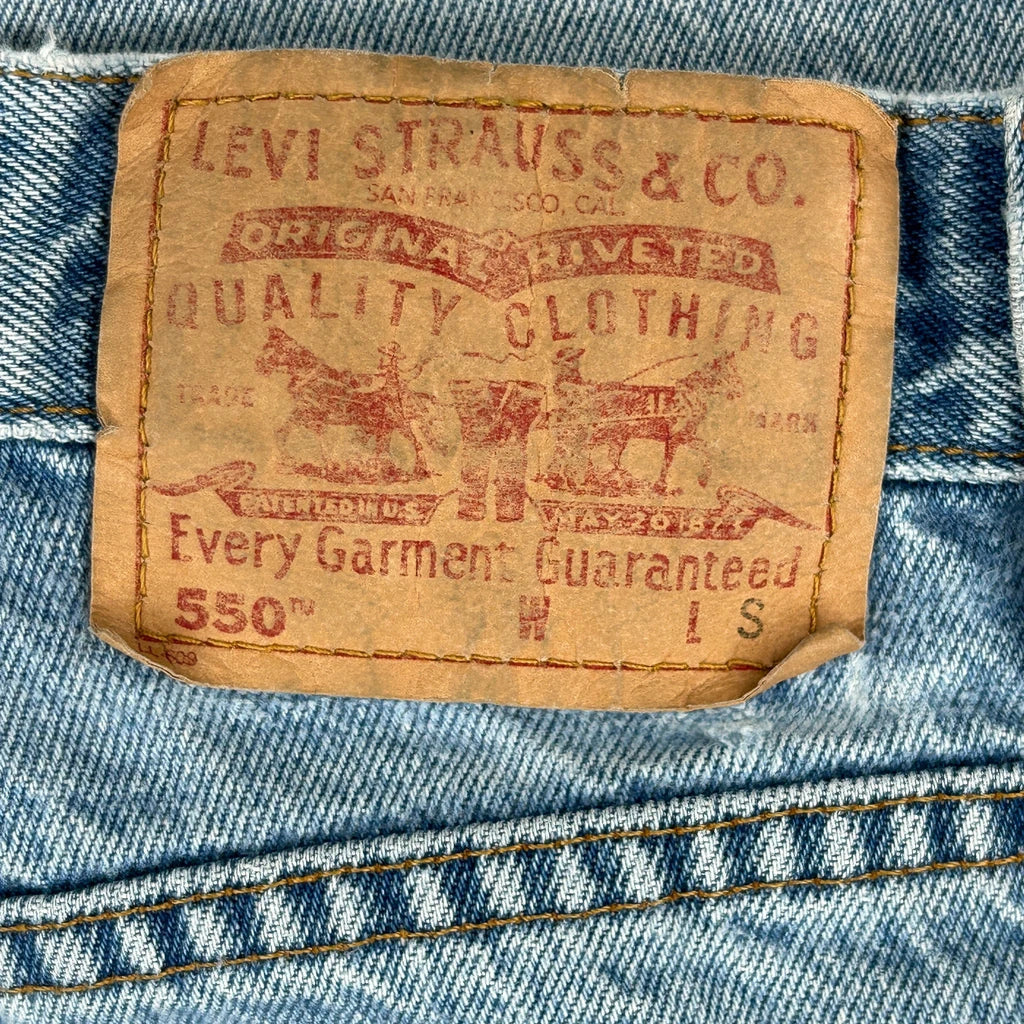 LEVI STRAUSS & CO.
SAN FRANCISCO, CAL.
ORIGINAL RIVETED
QUALITY CLOTHING
TRADE MARK
PATENTED IN U.S. MAY 20 1873
Every Garment Guaranteed
550™ W L S